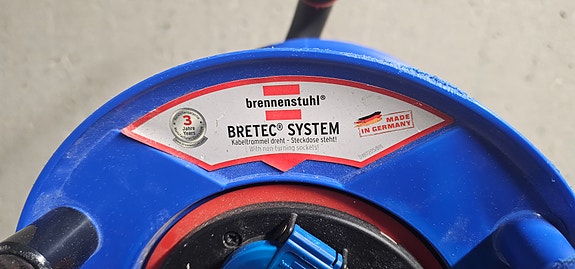 brennenstuhl®
3
Jahre
Years
BRETEC® SYSTEM
Kabeltrommel dreht - Steckdose steht!
With non turning sockets!
MADE
IN GERMANY